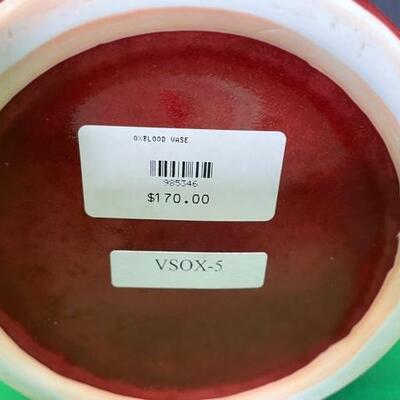 OXBLOOD VASE
985346
$170.00
VSOX-5